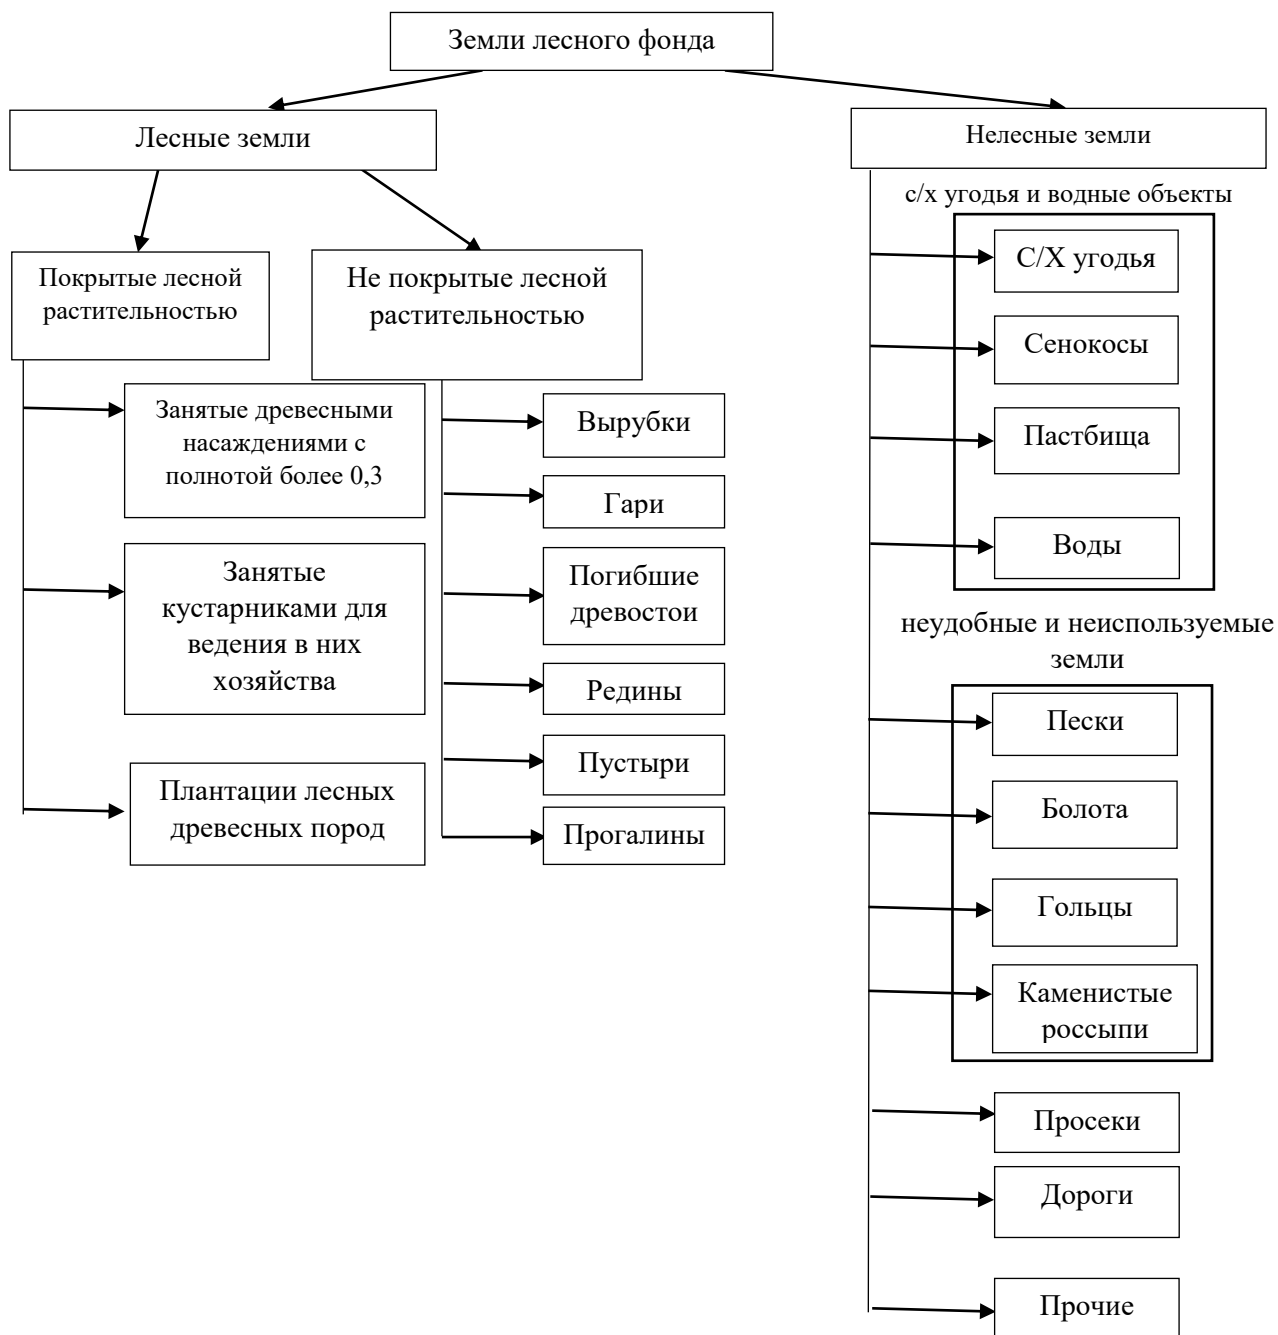 Земли лесного фонда
Лесные земли
Нелесные земли
Покрытые лесной
растительностью
Не покрытые лесной
растительностью
Занятые древесными
насаждениями с
полнотой более 0,3
Занятые
кустарниками для
ведения в них
хозяйства
Плантации лесных
древесных пород
Вырубки
Гари
Погибшие
древостои
Редины
Пустыри
Прогалины
с/х угодья и водные объекты
С/Х угодья
Сенокосы
Пастбища
Воды
неудобные и неиспользуемые
земли
Пески
Болота
Гольцы
Каменистые
россыпи
Просеки
Дороги
Прочие